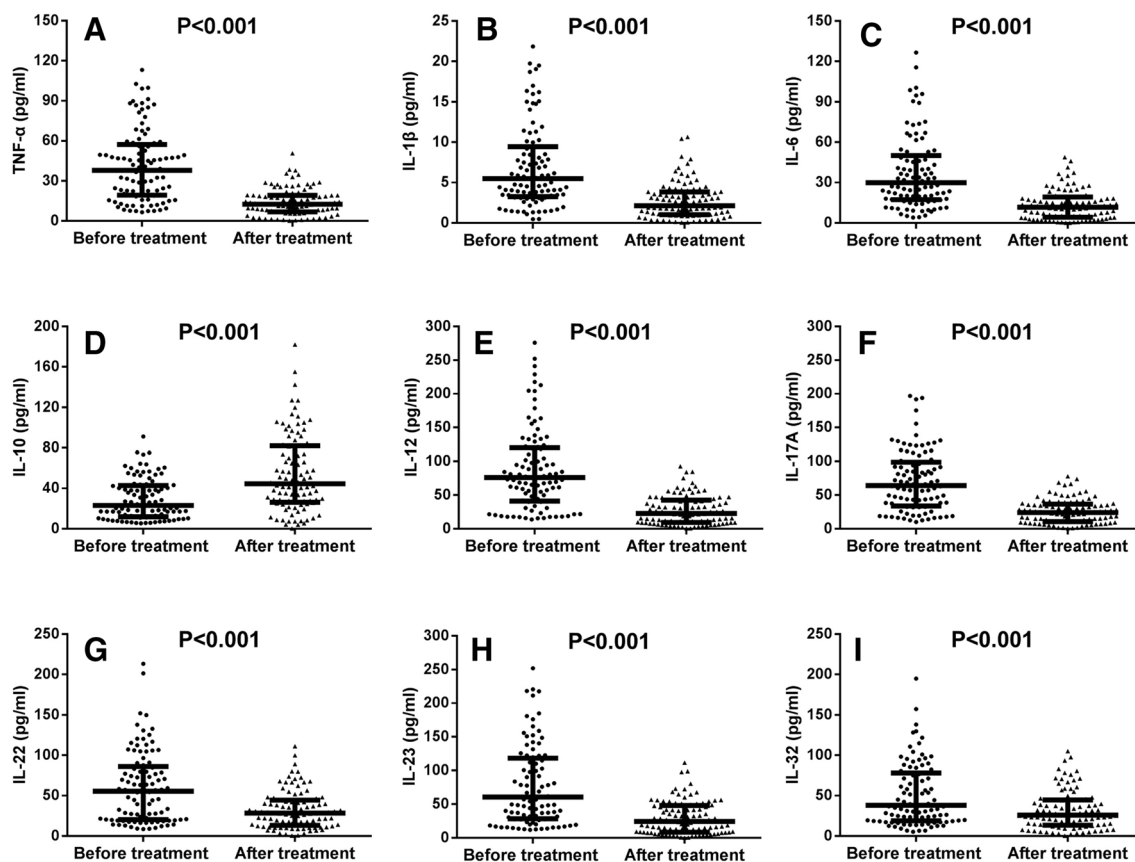 A P<0.001
TNF-α (pg/ml)
150
120
90
60
30
0
Before treatment After treatment
B P<0.001
IL-1β (pg/ml)
25
20
15
10
5
0
Before treatment After treatment
C P<0.001
IL-6 (pg/ml)
150
120
90
60
30
0
Before treatment After treatment
D P<0.001
IL-10 (pg/ml)
200
160
120
80
40
0
Before treatment After treatment
E P<0.001
IL-12 (pg/ml)
300
250
200
150
100
50
0
Before treatment After treatment
F P<0.001
IL-17A (pg/ml)
300
250
200
150
100
50
0
Before treatment After treatment
G P<0.001
IL-22 (pg/ml)
250
200
150
100
50
0
Before treatment After treatment
H P<0.001
IL-23 (pg/ml)
300
250
200
150
100
50
0
Before treatment After treatment
I P<0.001
IL-32 (pg/ml)
250
200
150
100
50
0
Before treatment After treatment